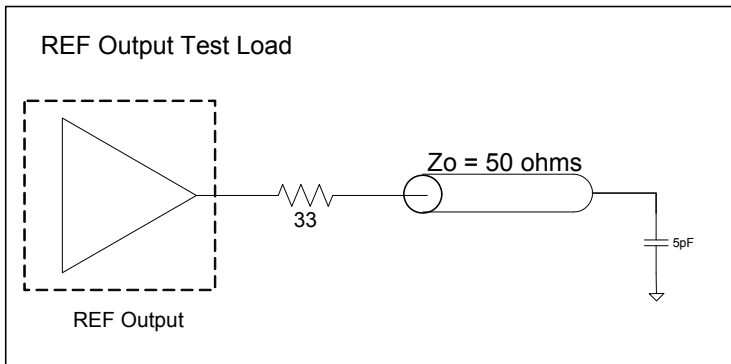 REF Output Test Load
Zo = 50 ohms
33
5pF
REF Output